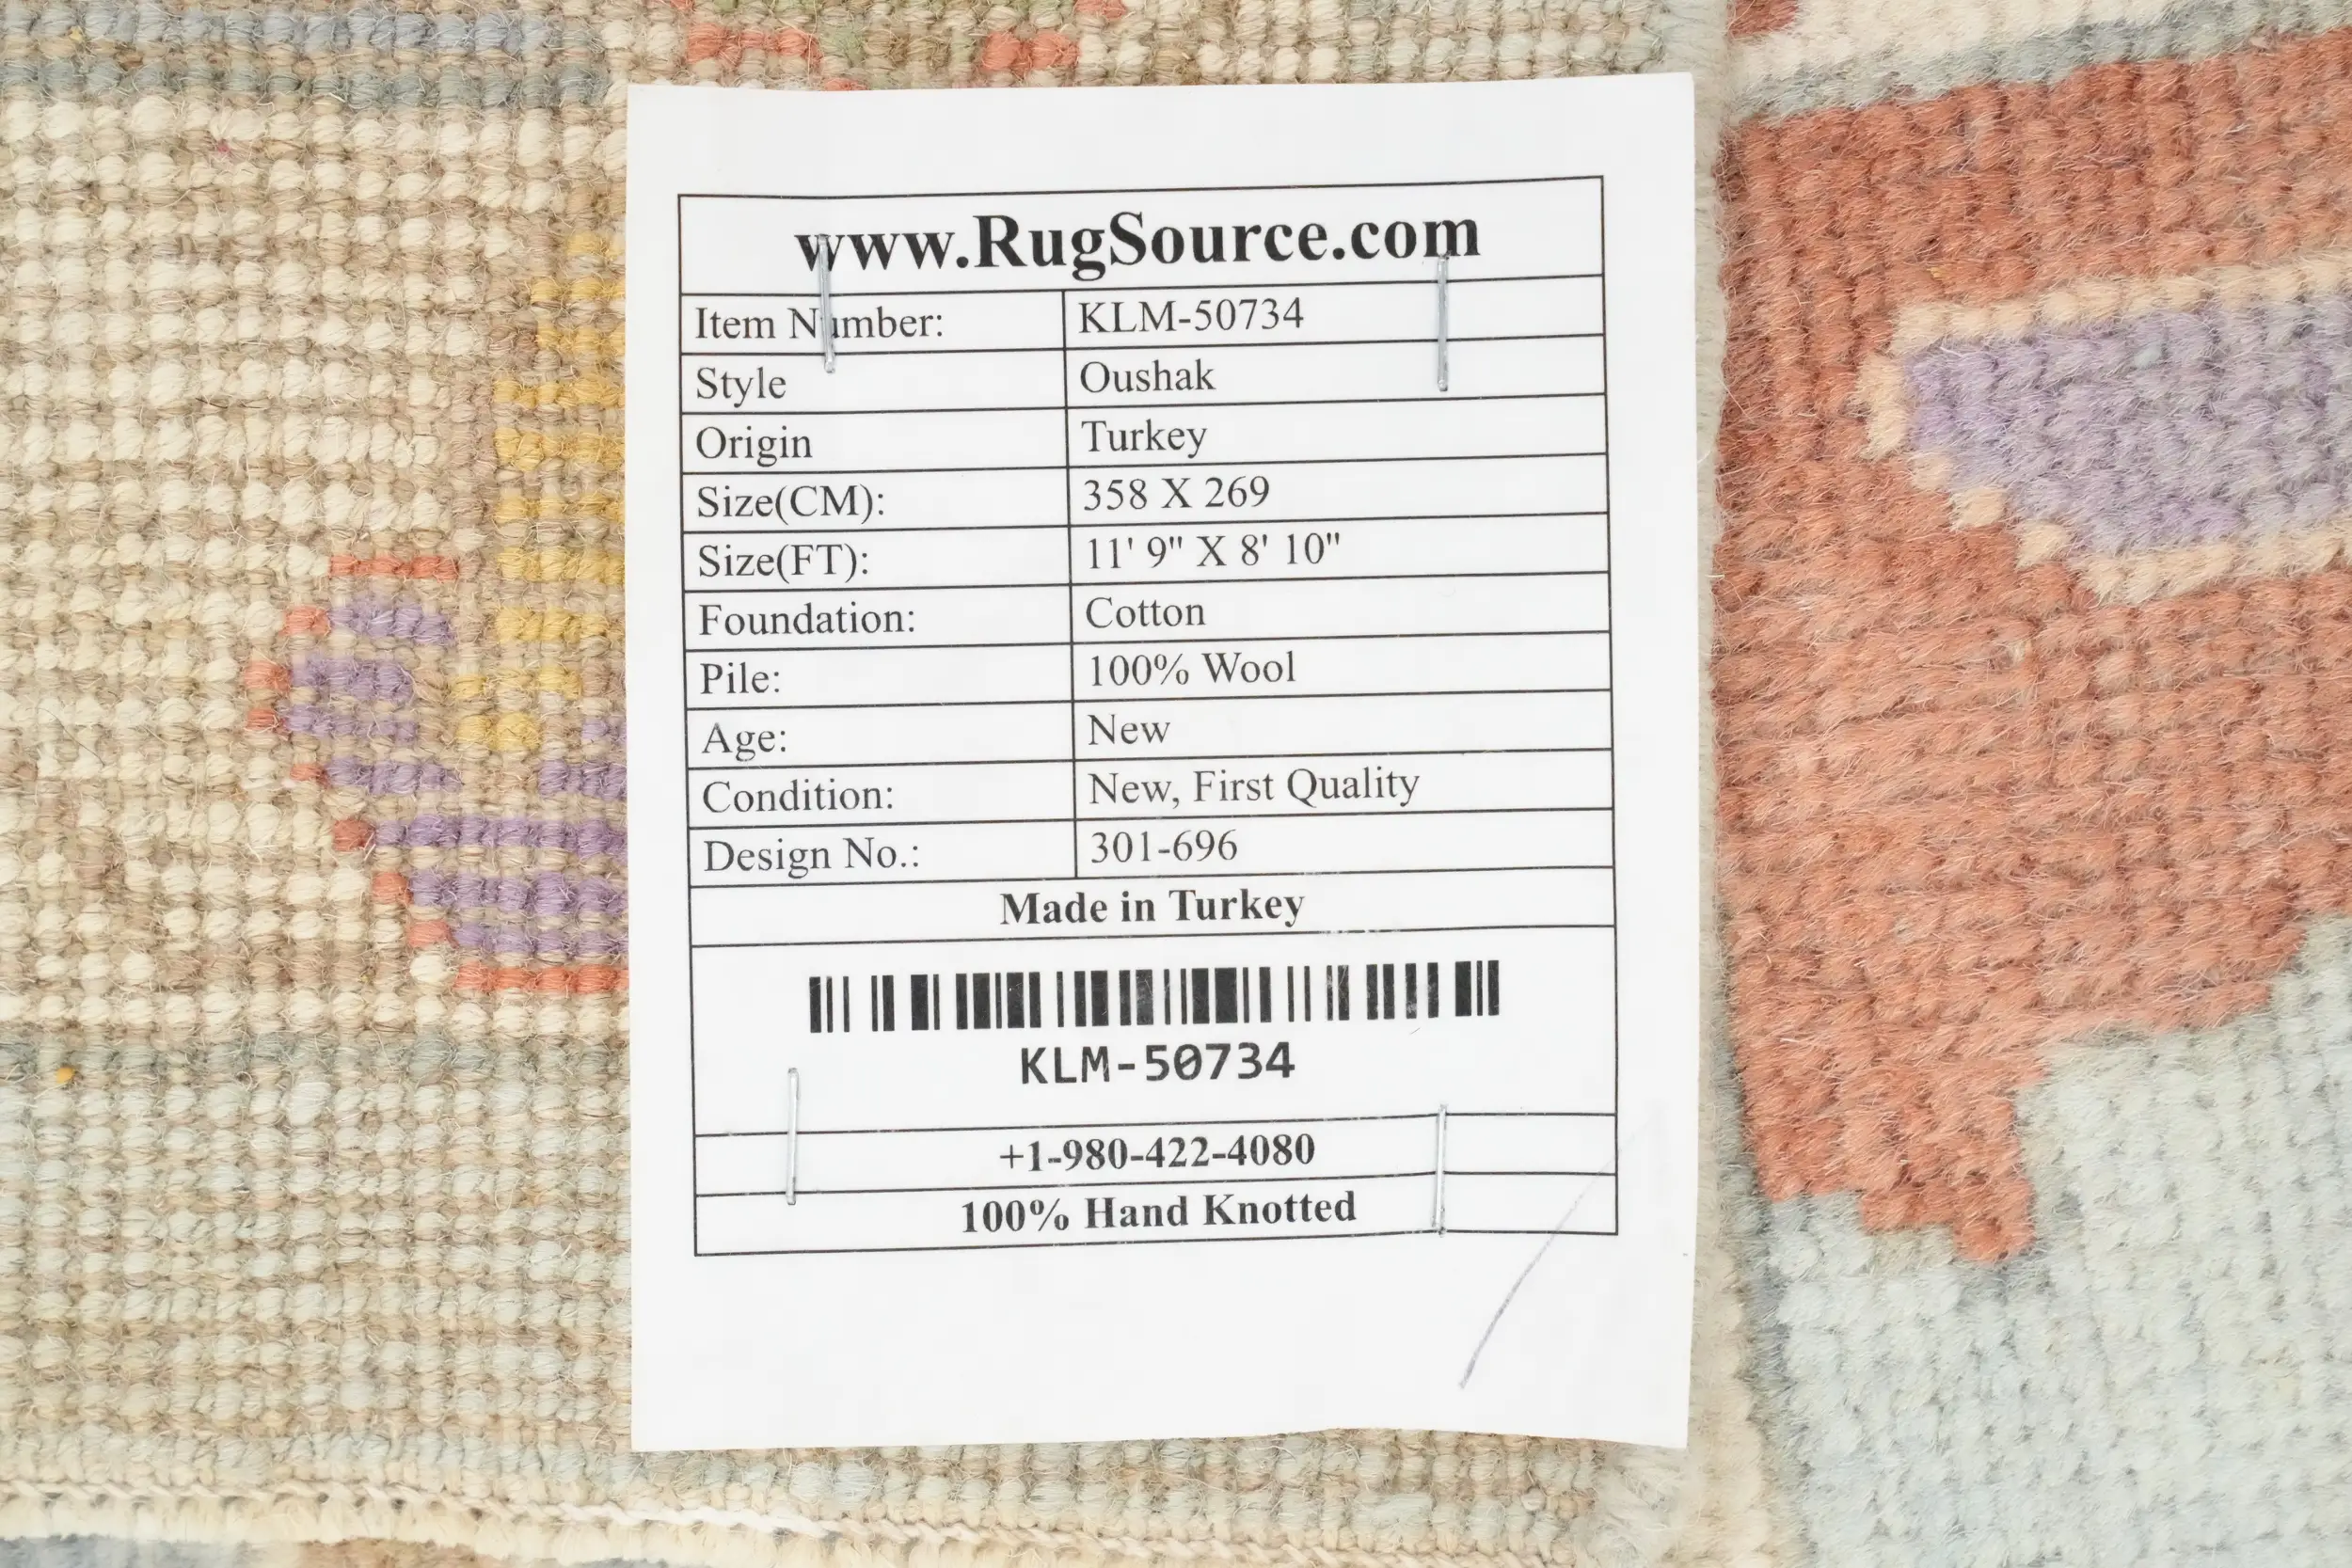 www.RugSource.com
Item Number: KLM-50734
Style Oushak
Origin Turkey
Size(CM): 358 X 269
Size(FT): 11' 9" X 8' 10"
Foundation: Cotton
Pile: 100% Wool
Age: New
Condition: New, First Quality
Design No.: 301-696
Made in Turkey
KLM-50734
+1-980-422-4080
100% Hand Knotted